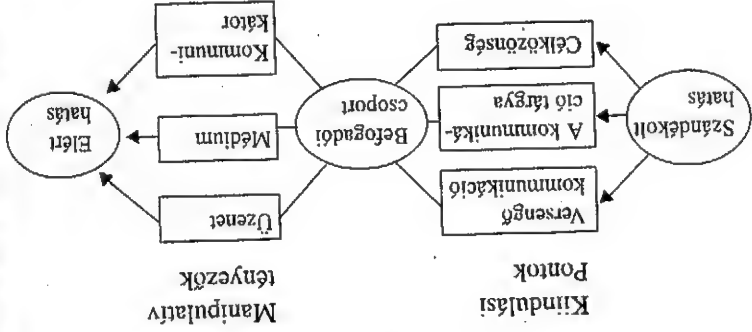 Kiindulási
Pontok
Manipulatív
tényezők
Szándékolt
hatás
Versengő
kommunikáció
A kommuniká-
ció tárgya
Célközönség
Befogadói
csoport
Üzenet
Médium
Kommuni-
kátor
Elért
hatás